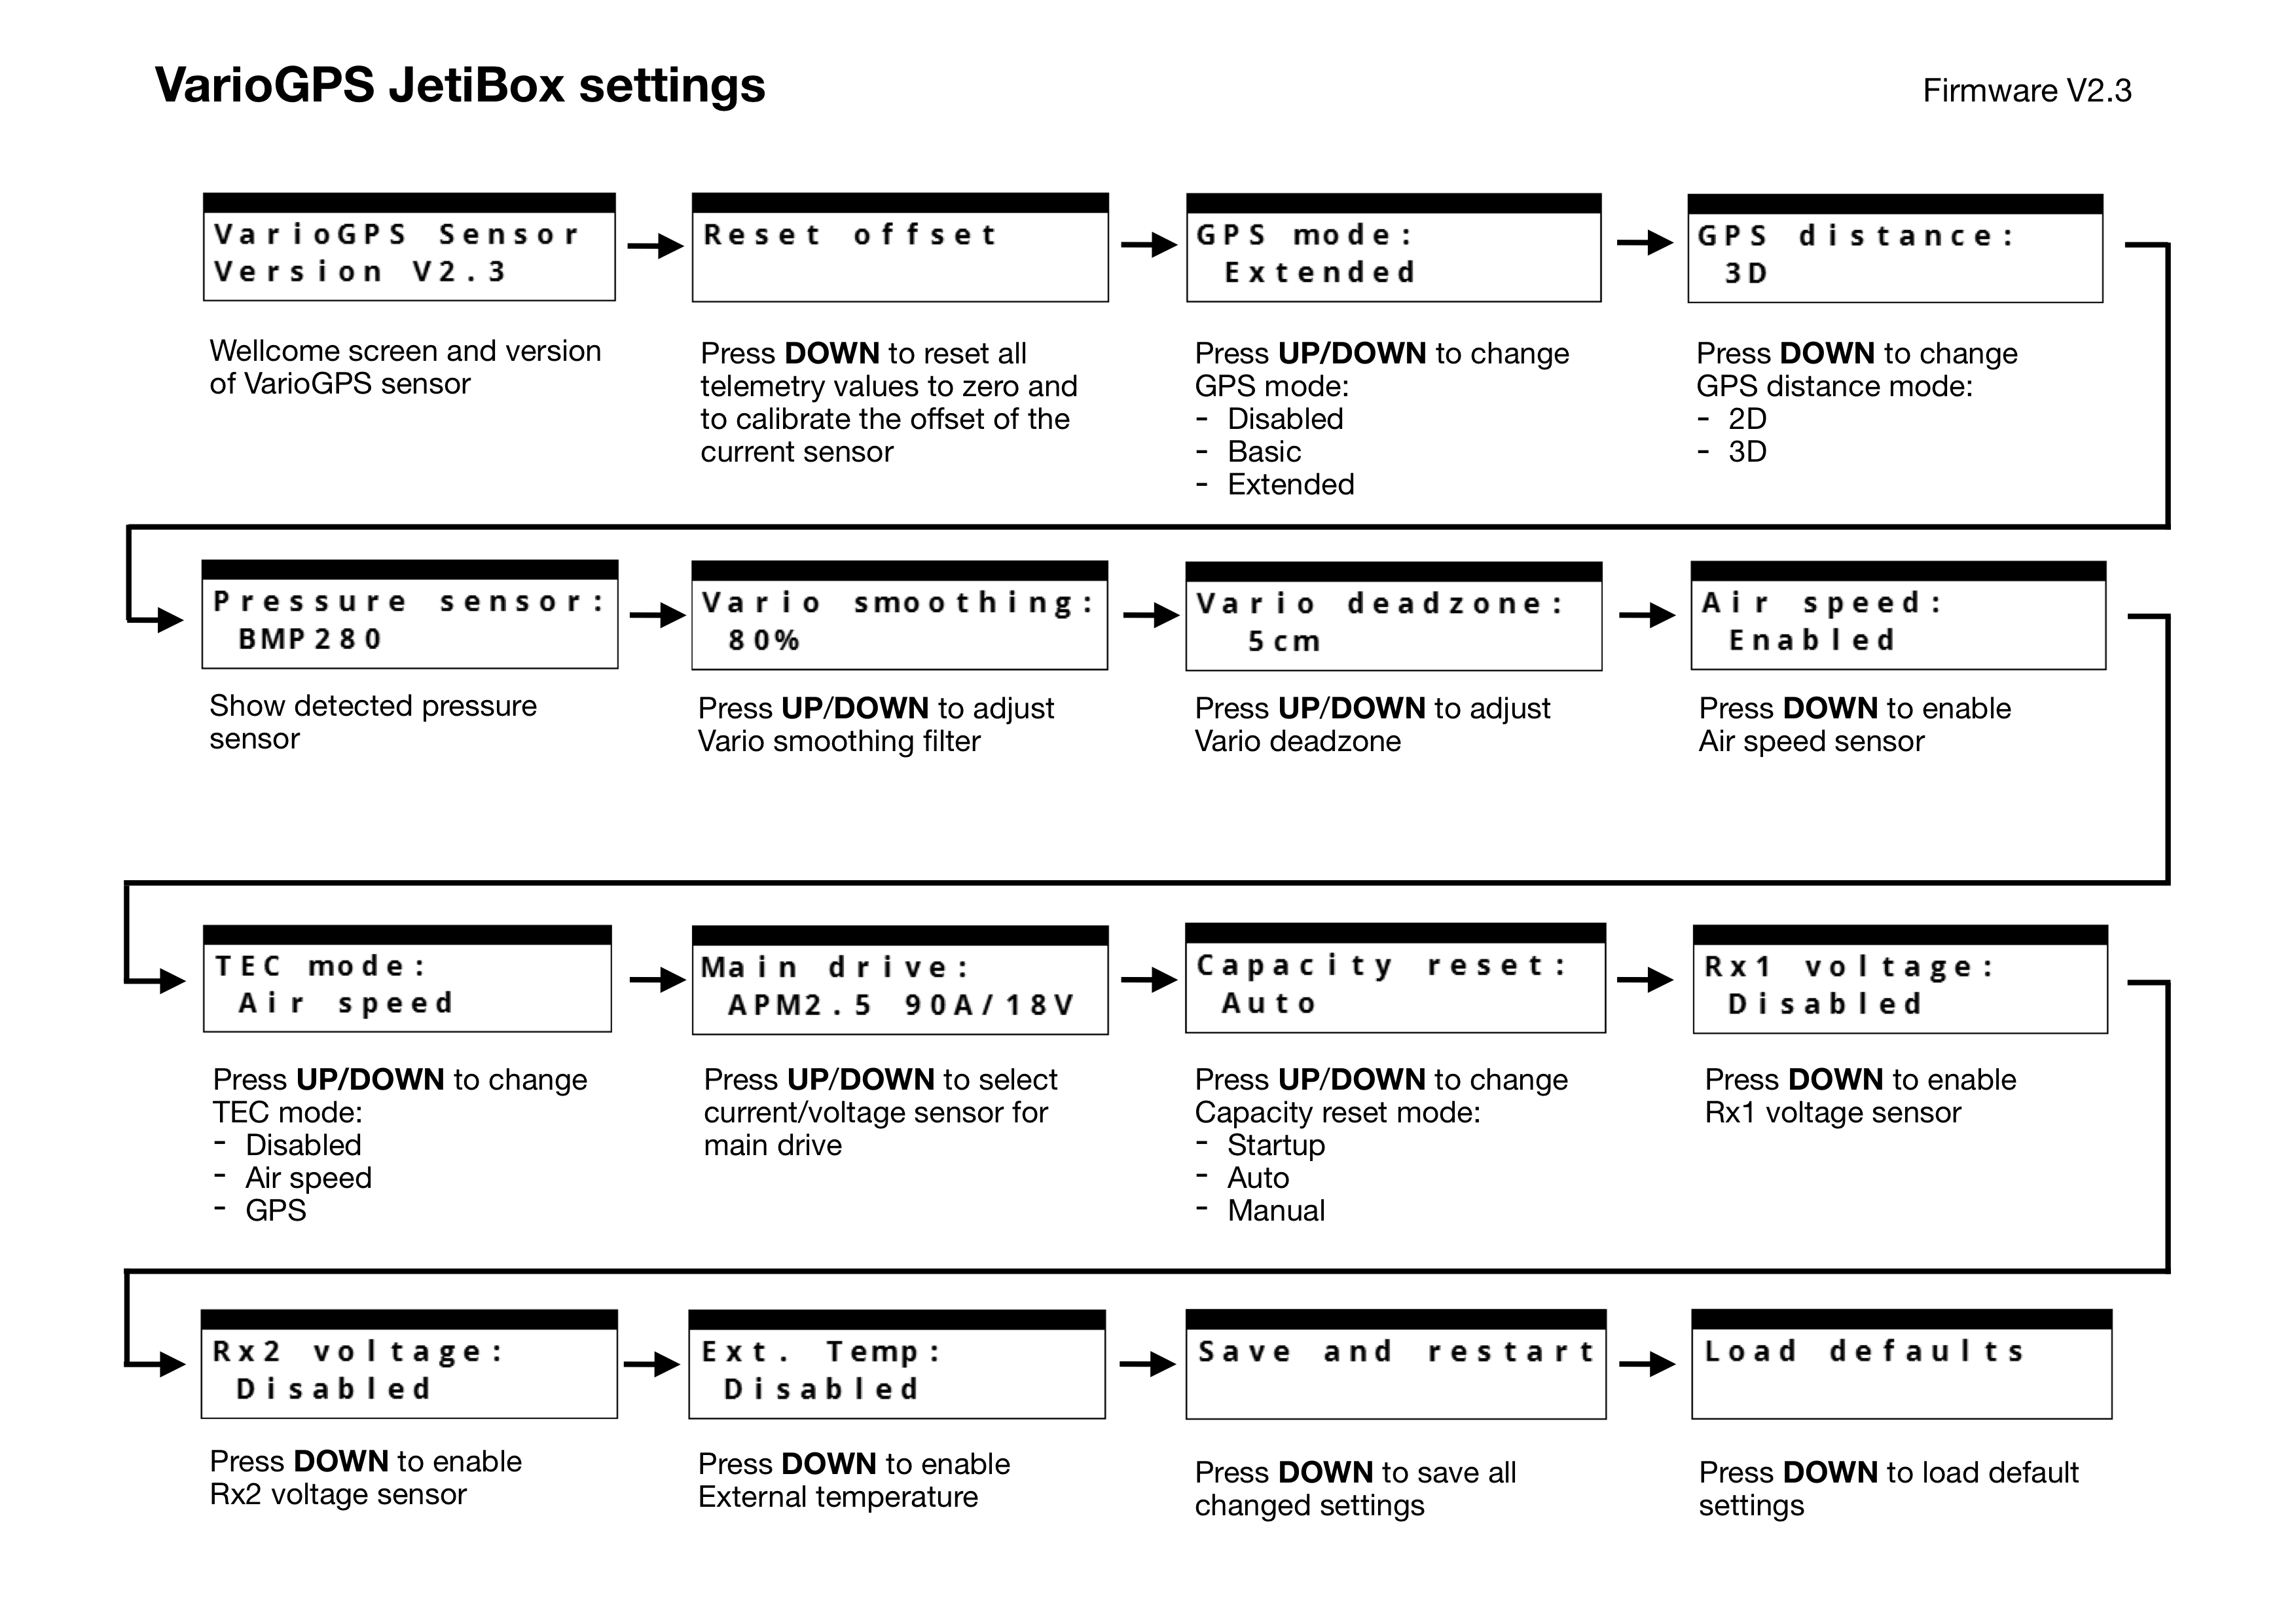 VarioGPS JetiBox settings
Firmware V2.3
VarioGPS Sensor
Version V2.3
Wellcome screen and version
of VarioGPS sensor
Reset offset
Press DOWN to reset all
telemetry values to zero and
to calibrate the offset of the
current sensor
GPS mode:
Extended
Press UP/DOWN to change
GPS mode:
- Disabled
- Basic
- Extended
GPS distance:
3D
Press DOWN to change
GPS distance mode:
- 2D
- 3D
Pressure sensor:
BMP280
Show detected pressure
sensor
Vario smoothing:
80%
Press UP/DOWN to adjust
Vario smoothing filter
Vario deadzone:
5cm
Press UP/DOWN to adjust
Vario deadzone
Air speed:
Enabled
Press DOWN to enable
Air speed sensor
TEC mode:
Air speed
Press UP/DOWN to change
TEC mode:
- Disabled
- Air speed
- GPS
Main drive:
APM2.5 90A/18V
Press UP/DOWN to select
current/voltage sensor for
main drive
Capacity reset:
Auto
Press UP/DOWN to change
Capacity reset mode:
- Startup
- Auto
- Manual
Rx1 voltage:
Disabled
Press DOWN to enable
Rx1 voltage sensor
Rx2 voltage:
Disabled
Press DOWN to enable
Rx2 voltage sensor
Ext. Temp:
Disabled
Press DOWN to enable
External temperature
Save and restart
Press DOWN to save all
changed settings
Load defaults
Press DOWN to load default
settings